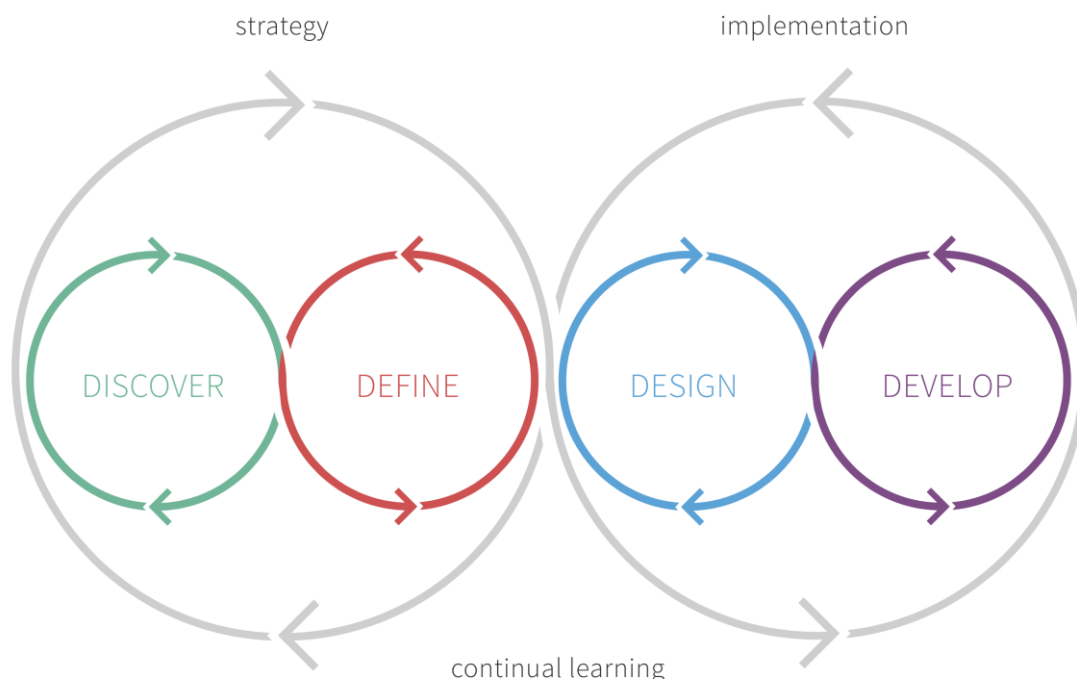 strategy
implementation
DISCOVER
DEFINE
DESIGN
DEVELOP
continual learning